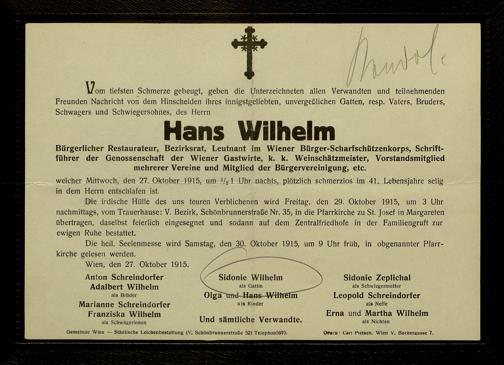 Vom tiefsten Schmerze gebeugt, geben die Unterzeichneten allen Verwandten und teilnehmenden
Freunden Nachricht von dem Hinscheiden ihres innigstgeliebten, unvergeßlichen Gatten, resp. Vaters, Bruders,
Schwagers und Schwiegersohnes, des Herrn
Hans Wilhelm
Bürgerlicher Restaurateur, Bezirksrat, Leutnant im Wiener Bürger-Scharfschützenkorps, Schrift-
führer der Genossenschaft der Wiener Gastwirte, k. k. Weinschätzmeister, Vorstandsmitglied
mehrerer Vereine und Mitglied der Bürgervereinigung, etc.
welcher Mittwoch, den 27. Oktober 1915, um ½1 Uhr nachts, plötzlich schmerzlos im 41. Lebensjahre selig
in dem Herrn entschlafen ist.
Die irdische Hülle des uns teuren Verblichenen wird Freitag, den 29. Oktober 1915, um 3 Uhr
nachmittags, vom Trauerhause: V. Bezirk, Schönbrunnerstraße Nr. 35, in die Pfarrkirche zu St. Josef in Margareten
übertragen, daselbst feierlich eingesegnet und sodann auf dem Zentralfriedhofe in der Familiengruft zur
ewigen Ruhe bestattet.
Die heil. Seelenmesse wird Samstag, den 30. Oktober 1915, um 9 Uhr früh, in obgenannter Pfarr-
kirche gelesen werden.
Wien, den 27. Oktober 1915.
Anton Schreindorfer
Adalbert Wilhelm
als Brüder
Marianne Schreindorfer
Franziska Wilhelm
als Schwägerinnen
Sidonie Wilhelm
als Gattin
Olga und Hans Wilhelm
als Kinder
Und sämtliche Verwandte.
Sidonie Zeplichal
als Schwiegermutter
Leopold Schreindorfer
als Neffe
Erna und Martha Wilhelm
als Nichten
Gemeinde Wien — Städtische Leichenbestattung (V., Schönbrunnerstraße 52)
Druck: Carl Wien V.